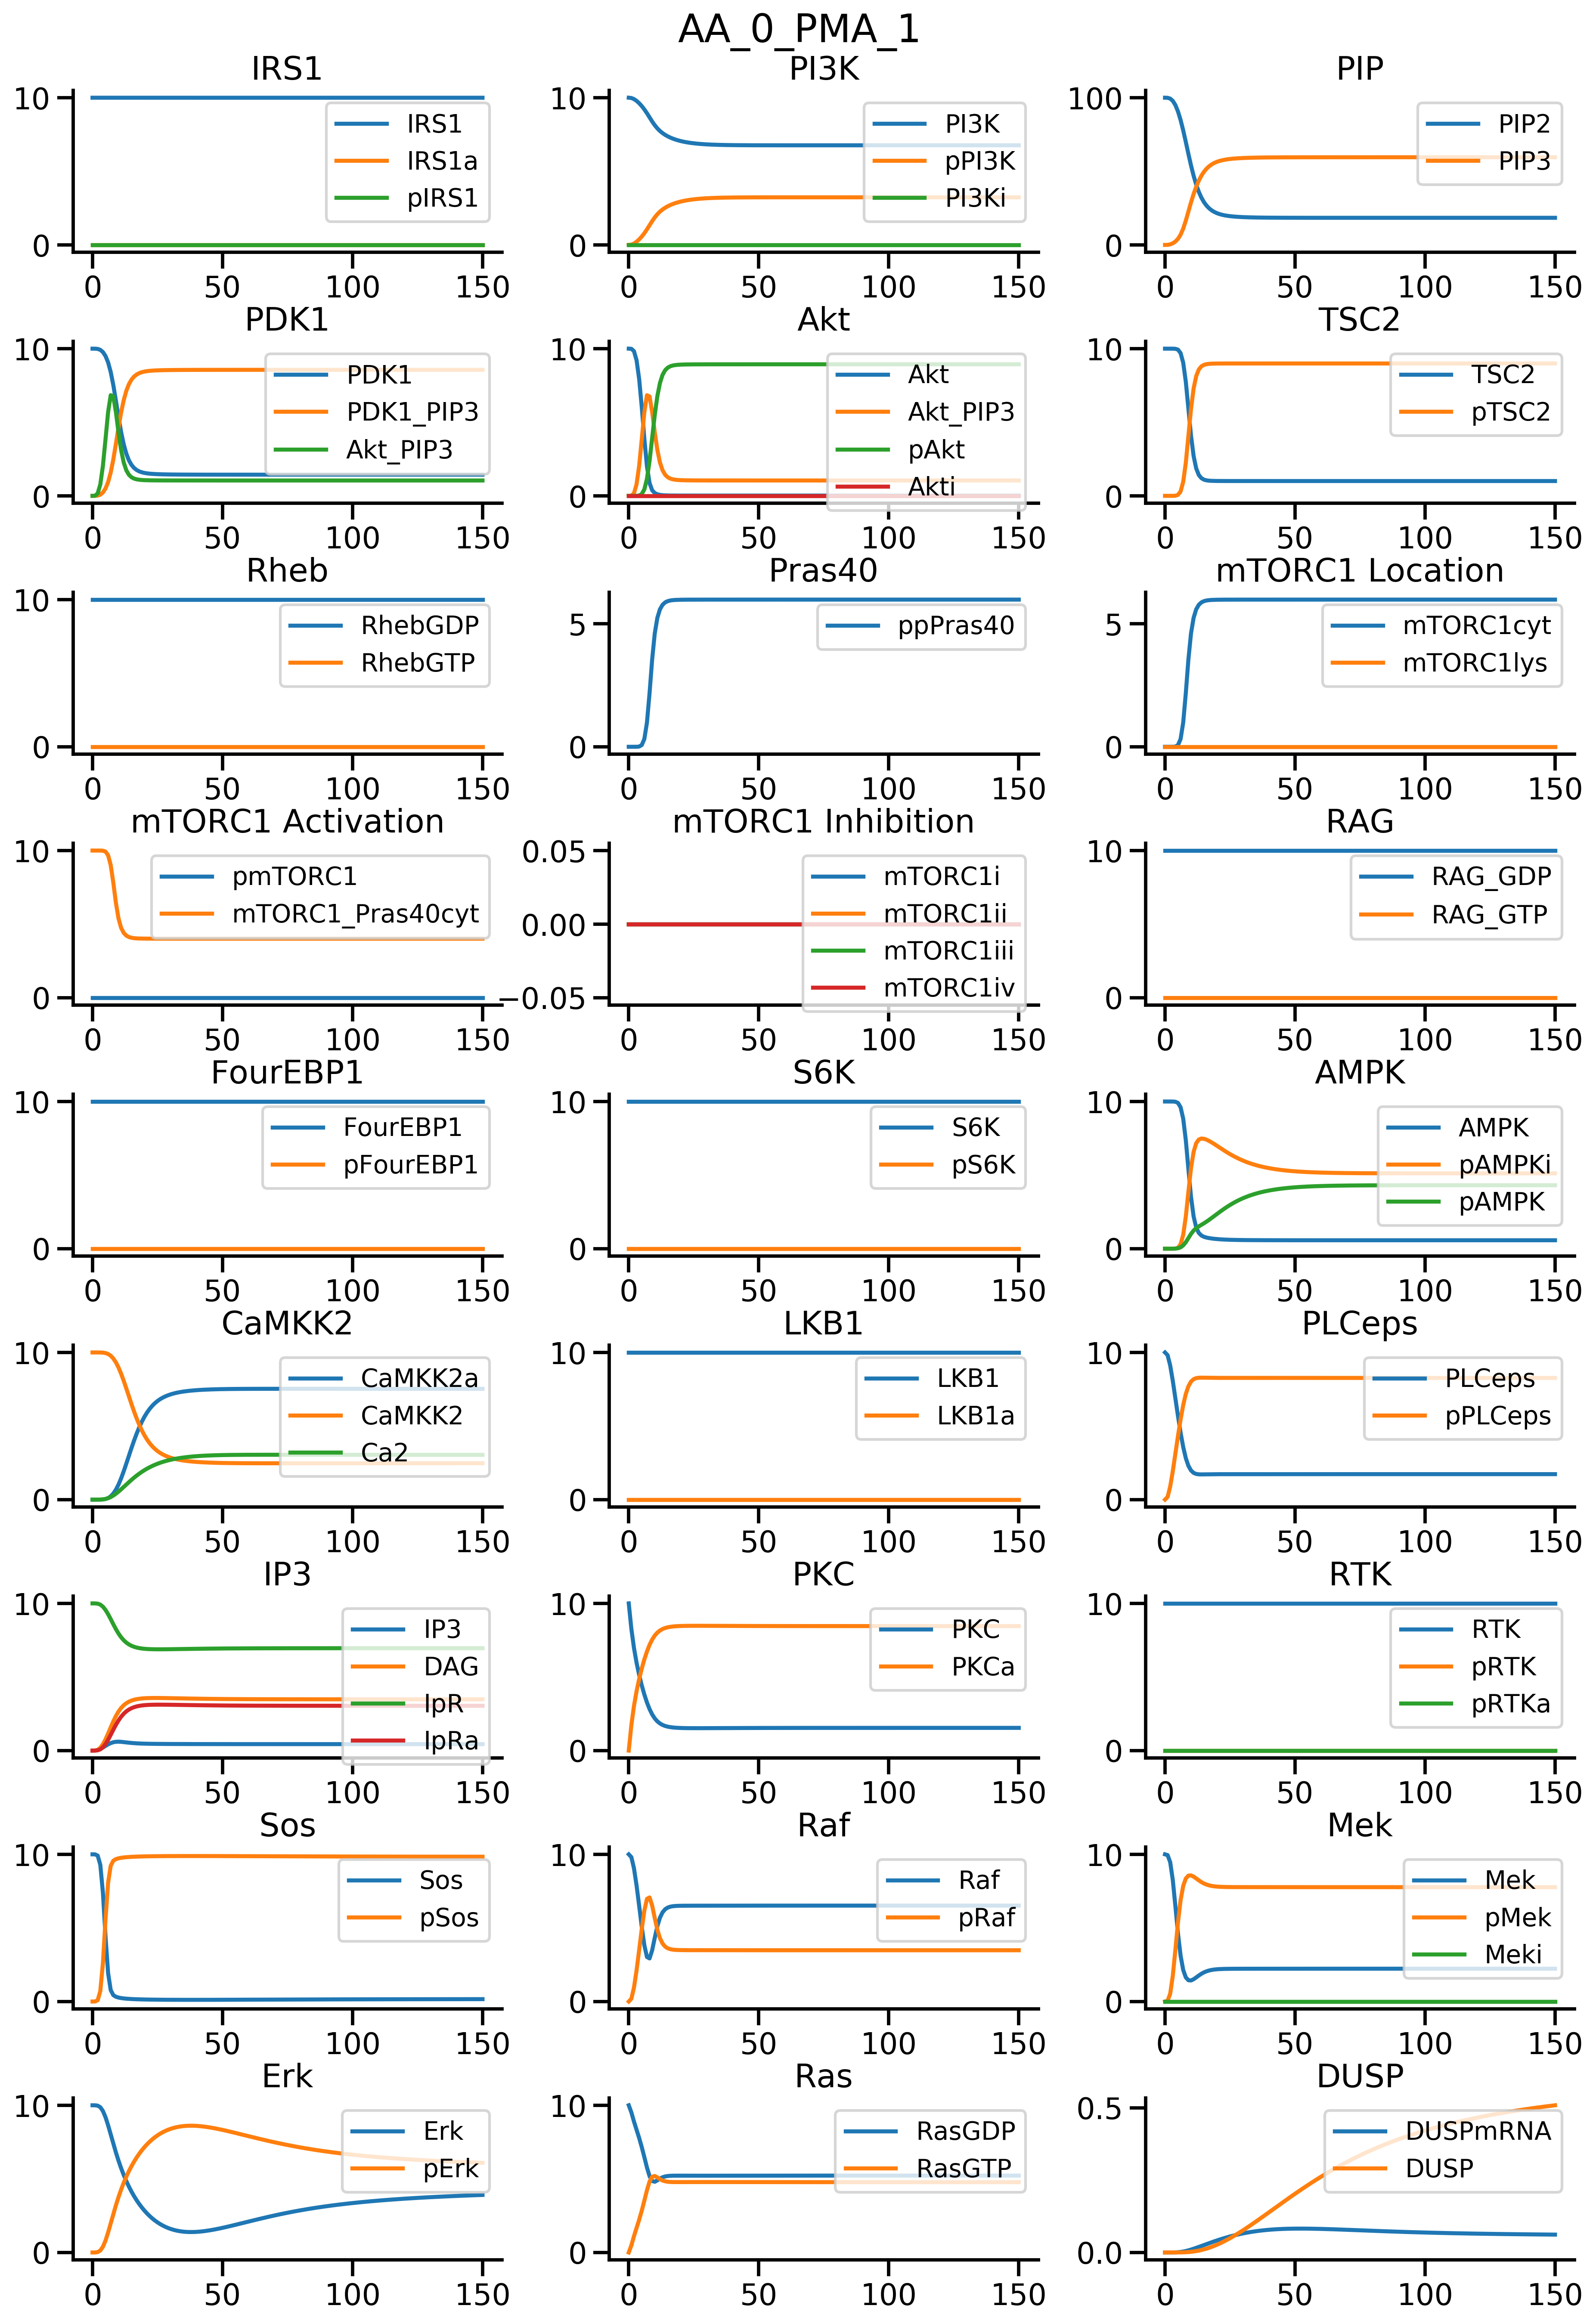 AA_0_PMA_1
IRS1
10
0
0 50 100 150
IRS1
IRS1a
pIRS1
PI3K
10
0
0 50 100 150
PI3K
pPI3K
PI3Ki
PIP
100
0
0 50 100 150
PIP2
PIP3
PDK1
10
0
0 50 100 150
PDK1
PDK1_PIP3
Akt_PIP3
Akt
10
0
0 50 100 150
Akt
Akt_PIP3
pAkt
Akti
TSC2
10
0
0 50 100 150
TSC2
pTSC2
Rheb
10
0
0 50 100 150
RhebGDP
RhebGTP
Pras40
5
0
0 50 100 150
ppPras40
mTORC1 Location
5
0
0 50 100 150
mTORC1cyt
mTORC1lys
mTORC1 Activation
10
0
0 50 100 150
pmTORC1
mTORC1_Pras40cyt
mTORC1 Inhibition
0.05
0.00
−0.05
0 50 100 150
mTORC1i
mTORC1ii
mTORC1iii
mTORC1iv
RAG
10
0
0 50 100 150
RAG_GDP
RAG_GTP
FourEBP1
10
0
0 50 100 150
FourEBP1
pFourEBP1
S6K
10
0
0 50 100 150
S6K
pS6K
AMPK
10
0
0 50 100 150
AMPK
pAMPKi
pAMPK
CaMKK2
10
0
0 50 100 150
CaMKK2a
CaMKK2
Ca2
LKB1
10
0
0 50 100 150
LKB1
LKB1a
PLCeps
10
0
0 50 100 150
PLCeps
pPLCeps
IP3
10
0
0 50 100 150
IP3
DAG
IpR
IpRa
PKC
10
0
0 50 100 150
PKC
PKCa
RTK
10
0
0 50 100 150
RTK
pRTK
pRTKa
Sos
10
0
0 50 100 150
Sos
pSos
Raf
10
0
0 50 100 150
Raf
pRaf
Mek
10
0
0 50 100 150
Mek
pMek
Meki
Erk
10
0
0 50 100 150
Erk
pErk
Ras
10
0
0 50 100 150
RasGDP
RasGTP
DUSP
0.5
0.0
0 50 100 150
DUSPmRNA
DUSP